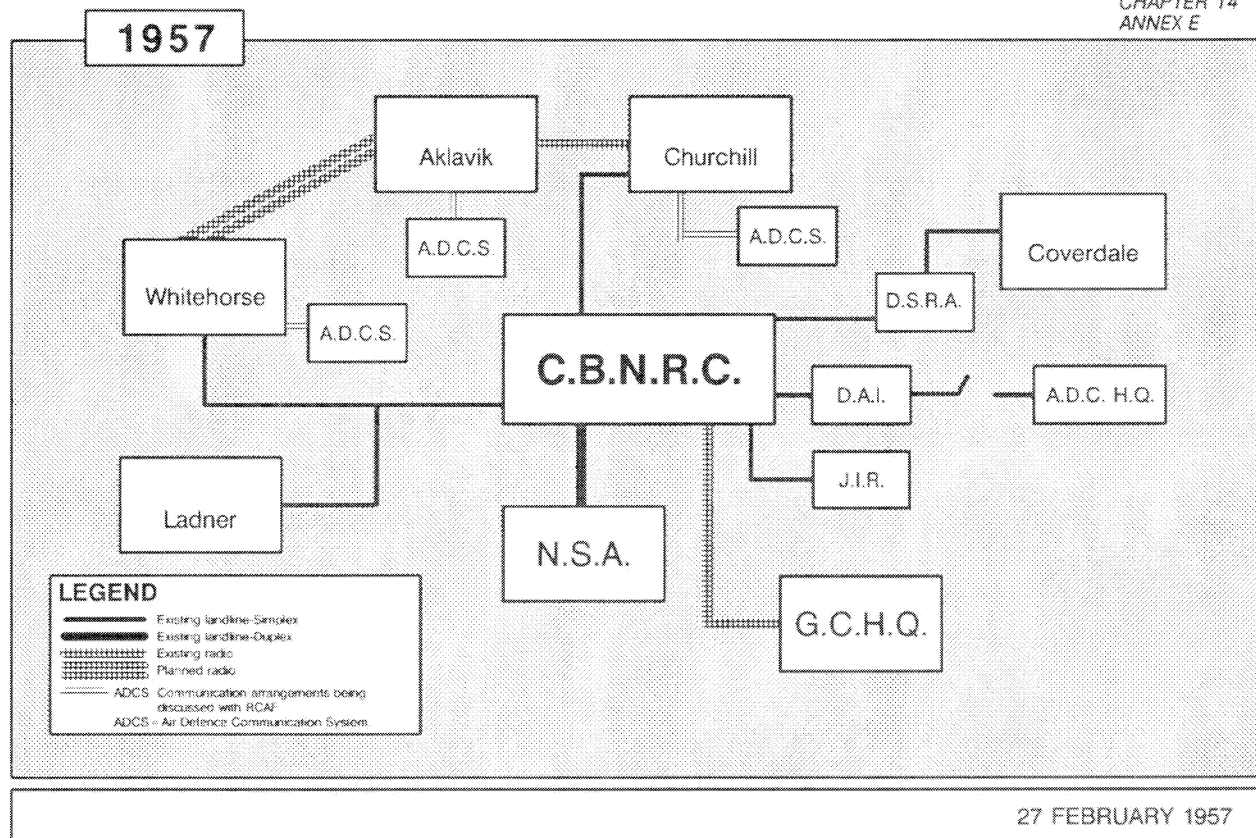 CHAPTER 14
ANNEX E
1957
Aklavik
Churchill
A.D.C.S.
A.D.C.S.
Coverdale
Whitehorse
D.S.R.A.
A.D.C.S.
C.B.N.R.C.
D.A.I.
A.D.C. H.Q.
J.I.R.
Ladner
N.S.A.
G.C.H.Q.
LEGEND
Existing landline-Simplex
Existing landline-Duplex
Existing radio
Planned radio
ADCS Communication arrangements being
discussed with RCAF
ADCS - Air Defence Communication System
27 FEBRUARY 1957